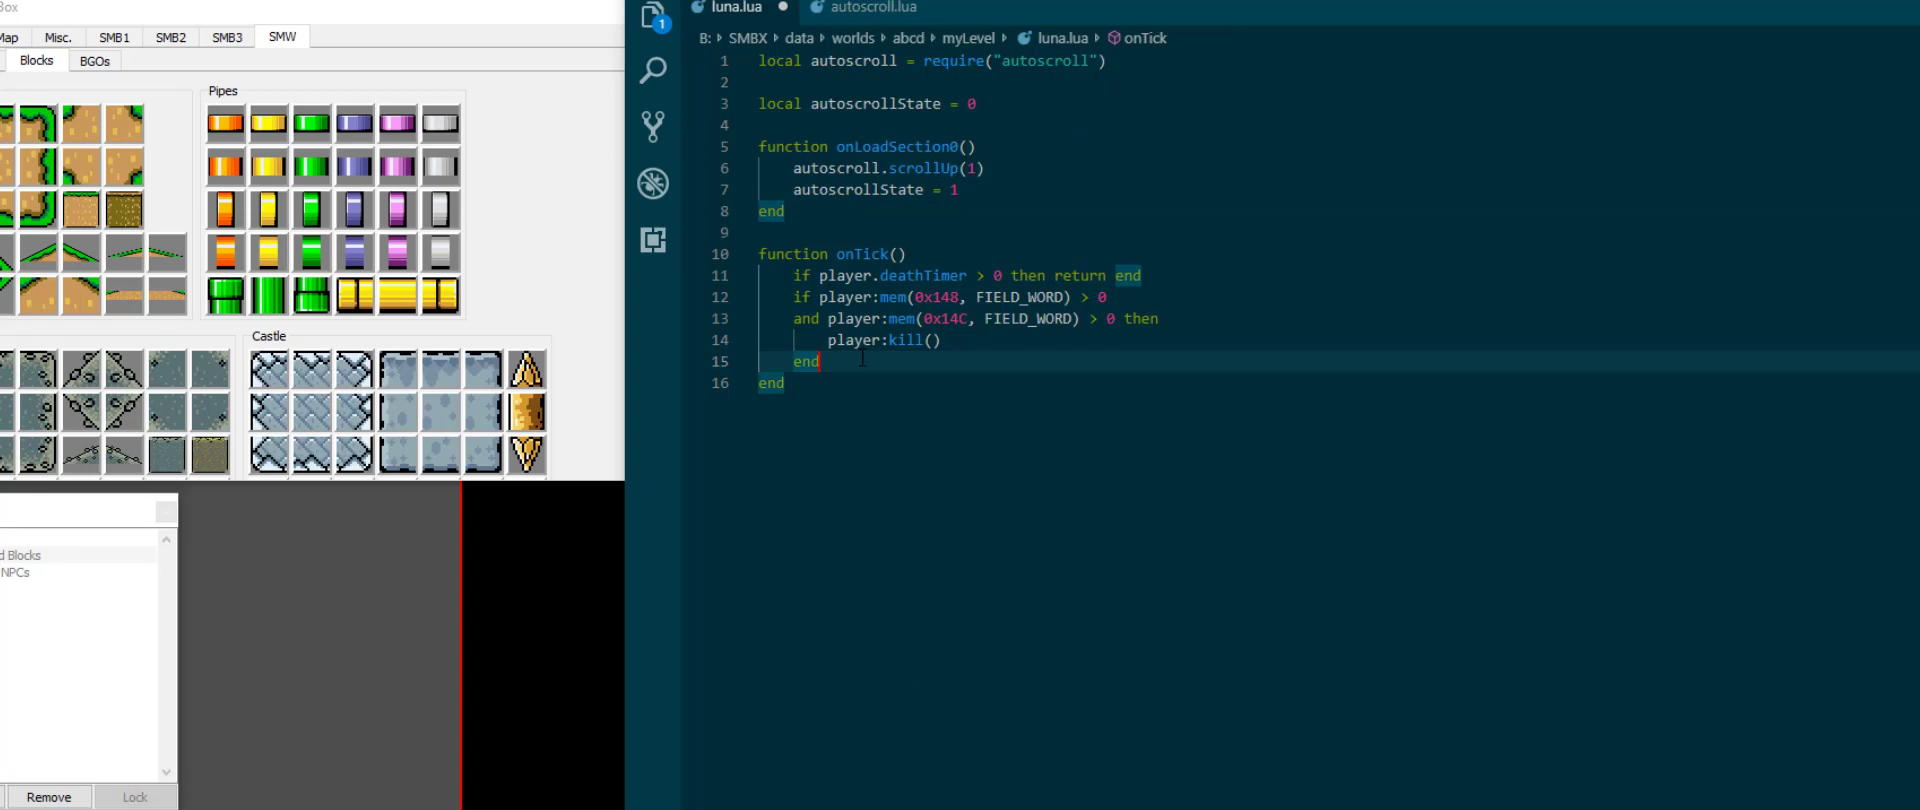 Box
Map Misc. SMB1 SMB2 SMB3 SMW
Blocks BGOs
Pipes
Castle
d Blocks
NPCs
Remove Lock
1
luna.lua autoscroll.lua
B: SMBX data worlds abcd myLevel luna.lua onTick
1 local autoscroll = require("autoscroll")
2
3 local autoscrollState = 0
4
5 function onLoadSection0()
6 autoscroll.scrollUp(1)
7 autoscrollState = 1
8 end
9
10 function onTick()
11 if player.deathTimer > 0 then return end
12 if player:mem(0x148, FIELD_WORD) > 0
13 and player:mem(0x14C, FIELD_WORD) > 0 then
14 player:kill()
15 end
16 end